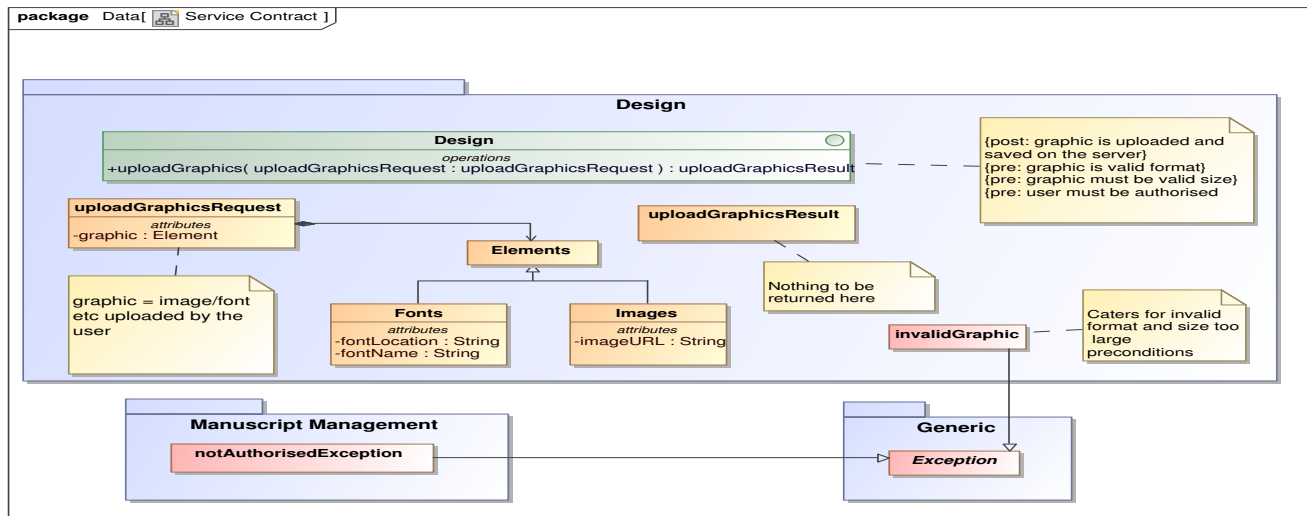 package Data[ Service Contract ]
Design
Design
operations
+uploadGraphics( uploadGraphicsRequest : uploadGraphicsRequest ) : uploadGraphicsResult
{post: graphic is uploaded and
saved on the server}
{pre: graphic is valid format}
{pre: graphic must be valid size}
{pre: user must be authorised
uploadGraphicsRequest
attributes
-graphic : Element
uploadGraphicsResult
Elements
graphic = image/font
etc uploaded by the
user
Nothing to be
returned here
Fonts
attributes
-fontLocation : String
-fontName : String
Images
attributes
-imageURL : String
invalidGraphic
Caters for invalid
format and size too
large
preconditions
Manuscript Management
notAuthorisedException
Generic
Exception